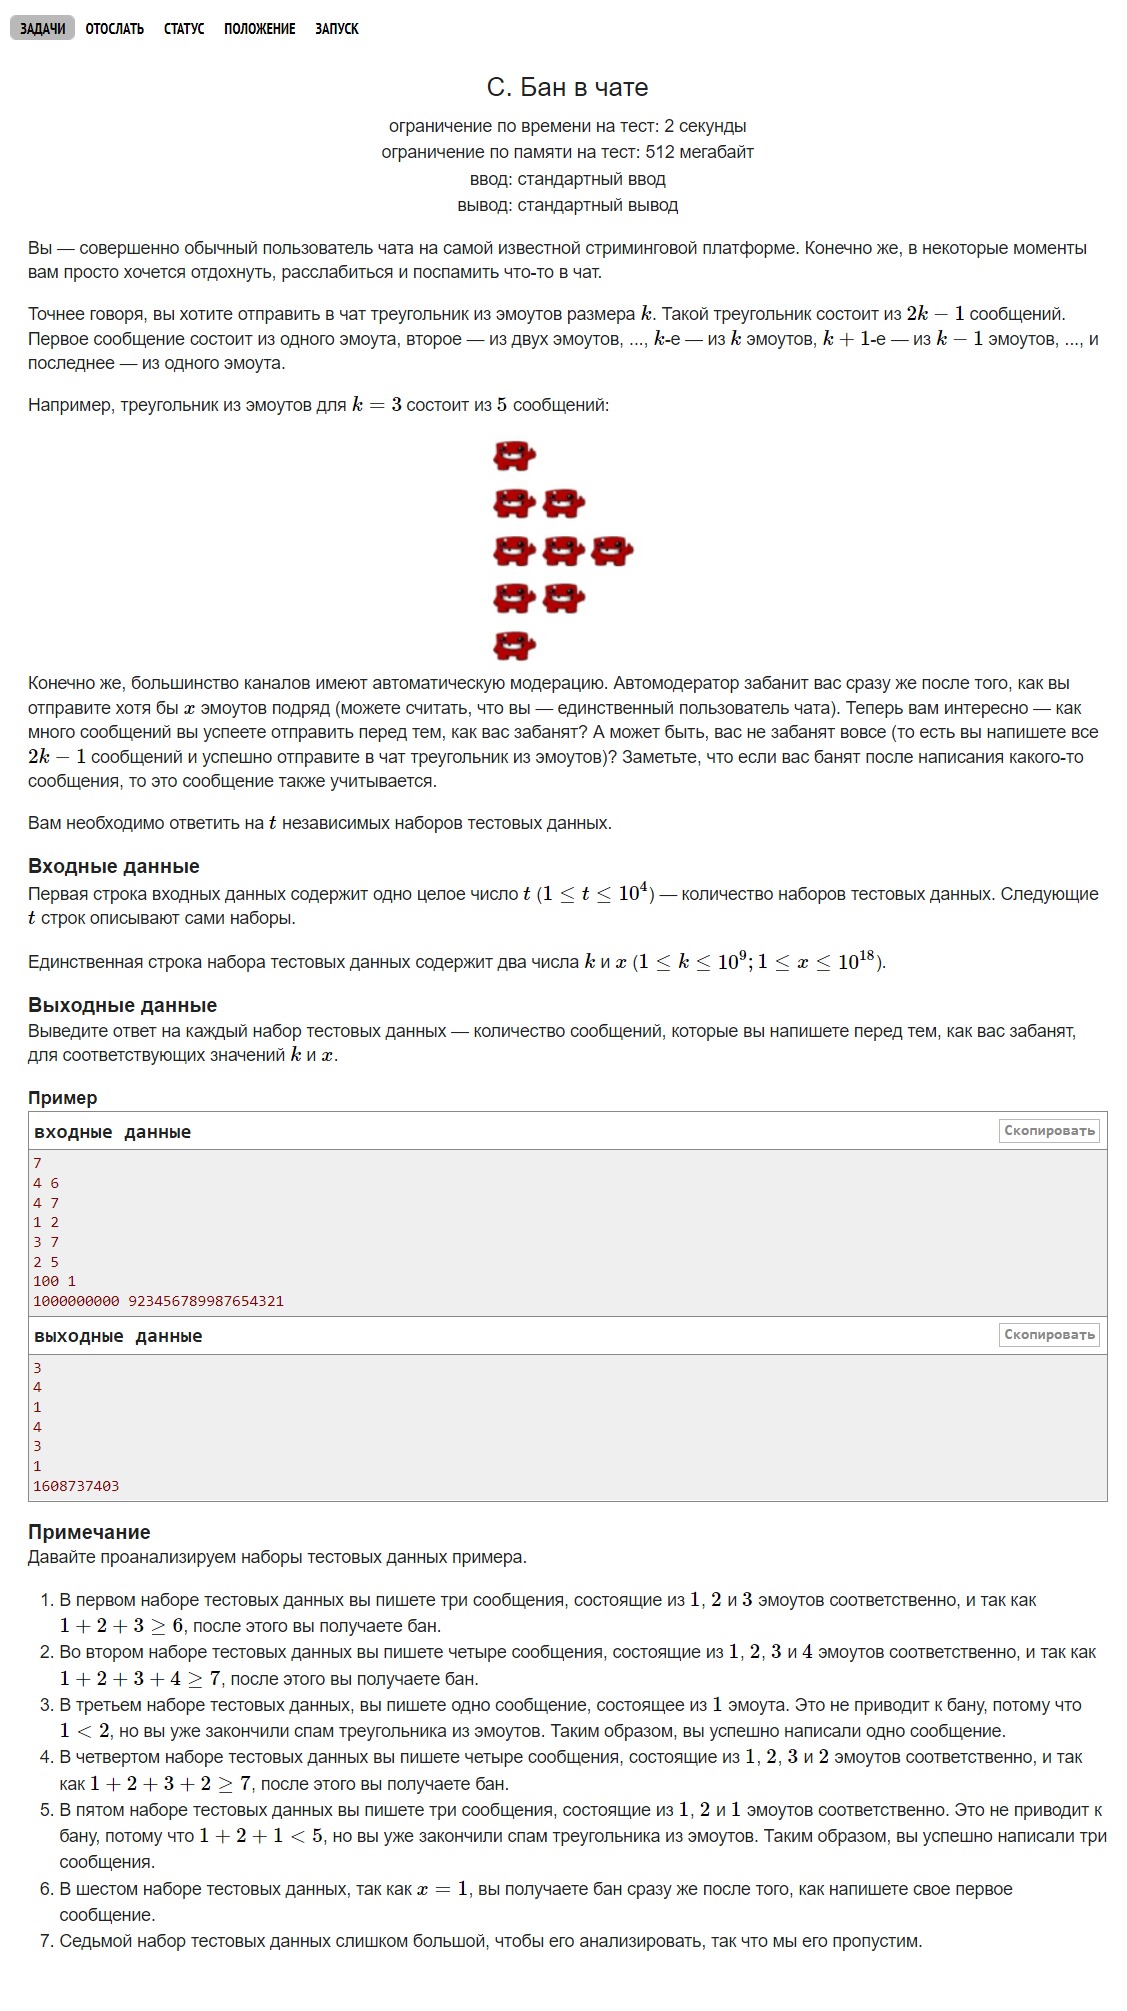 ЗАДАЧИ ОТОСЛАТЬ СТАТУС ПОЛОЖЕНИЕ ЗАПУСК
C. Бан в чате
ограничение по времени на тест: 2 секунды
ограничение по памяти на тест: 512 мегабайт
ввод: стандартный ввод
вывод: стандартный вывод
Вы — совершенно обычный пользователь чата на самой известной стриминговой платформе. Конечно же, в некоторые моменты
вам просто хочется отдохнуть, расслабиться и поспамить что-то в чат.
Точнее говоря, вы хотите отправить в чат треугольник из эмоутов размера k. Такой треугольник состоит из 2k − 1 сообщений.
Первое сообщение состоит из одного эмоута, второе — из двух эмоутов, ..., k-е — из k эмоутов, k + 1-е — из k − 1 эмоутов, ..., и
последнее — из одного эмоута.
Например, треугольник из эмоутов для k = 3 состоит из 5 сообщений:
Конечно же, большинство каналов имеют автоматическую модерацию. Автомодератор забанит вас сразу же после того, как вы
отправите хотя бы x эмоутов подряд (можете считать, что вы — единственный пользователь чата). Теперь вам интересно — как
много сообщений вы успеете отправить перед тем, как вас забанят? А может быть, вас не забанят вовсе (то есть вы напишете все
2k − 1 сообщений и успешно отправите в чат треугольник из эмоутов)? Заметьте, что если вас банят после написания какого-то
сообщения, то это сообщение также учитывается.
Вам необходимо ответить на t независимых наборов тестовых данных.
Входные данные
Первая строка входных данных содержит одно целое число t (1 ≤ t ≤ 10⁴) — количество наборов тестовых данных. Следующие
t строк описывают сами наборы.
Единственная строка набора тестовых данных содержит два числа k и x (1 ≤ k ≤ 10⁹; 1 ≤ x ≤ 10¹⁸).
Выходные данные
Выведите ответ на каждый набор тестовых данных — количество сообщений, которые вы напишете перед тем, как вас забанят,
для соответствующих значений k и x.
Пример
входные данные Скопировать
7
4 6
4 7
1 2
3 7
2 5
100 1
1000000000 923456789987654321
выходные данные Скопировать
3
4
1
4
3
1
1608737403
Примечание
Давайте проанализируем наборы тестовых данных примера.
1. В первом наборе тестовых данных вы пишете три сообщения, состоящие из 1, 2 и 3 эмоутов соответственно, и так как
1 + 2 + 3 ≥ 6, после этого вы получаете бан.
2. Во втором наборе тестовых данных вы пишете четыре сообщения, состоящие из 1, 2, 3 и 4 эмоутов соответственно, и так как
1 + 2 + 3 + 4 ≥ 7, после этого вы получаете бан.
3. В третьем наборе тестовых данных, вы пишете одно сообщение, состоящее из 1 эмоута. Это не приводит к бану, потому что
1 < 2, но вы уже закончили спам треугольника из эмоутов. Таким образом, вы успешно написали одно сообщение.
4. В четвертом наборе тестовых данных вы пишете четыре сообщения, состоящие из 1, 2, 3 и 2 эмоутов соответственно, и так
как 1 + 2 + 3 + 2 ≥ 7, после этого вы получаете бан.
5. В пятом наборе тестовых данных вы пишете три сообщения, состоящие из 1, 2 и 1 эмоутов соответственно. Это не приводит к
бану, потому что 1 + 2 + 1 < 5, но вы уже закончили спам треугольника из эмоутов. Таким образом, вы успешно написали три
сообщения.
6. В шестом наборе тестовых данных, так как x = 1, вы получаете бан сразу же после того, как напишете свое первое
сообщение.
7. Седьмой набор тестовых данных слишком большой, чтобы его анализировать, так что мы его пропустим.